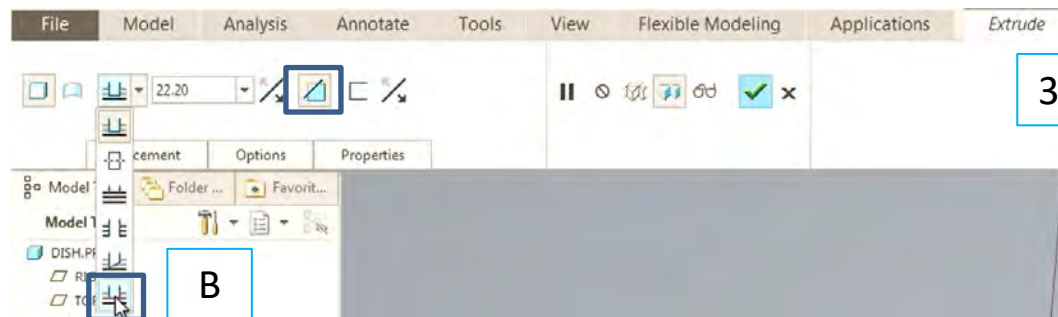 File Model Analysis Annotate Tools View Flexible Modeling Applications Extrude
22.20
3
cement Options Properties
Model Folder ... Favorit...
Model
DISH.P
B
TO